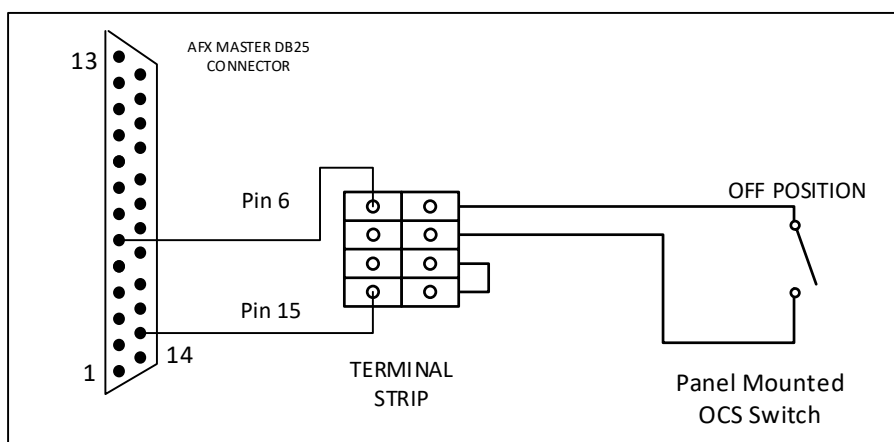 AFX MASTER DB25
CONNECTOR
13
Pin 6
OFF POSITION
Pin 15
14
1
TERMINAL
STRIP
Panel Mounted
OCS Switch